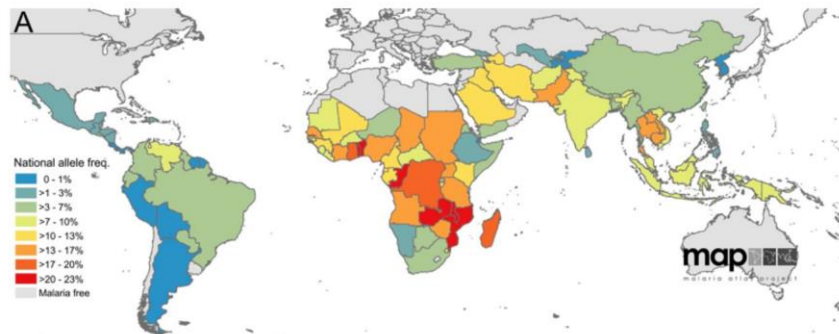 A
National allele freq.
0 - 1%
>1 - 3%
>3 - 7%
>7 - 10%
>10 - 13%
>13 - 17%
>17 - 20%
>20 - 23%
Malaria free
map
malaria atlas project